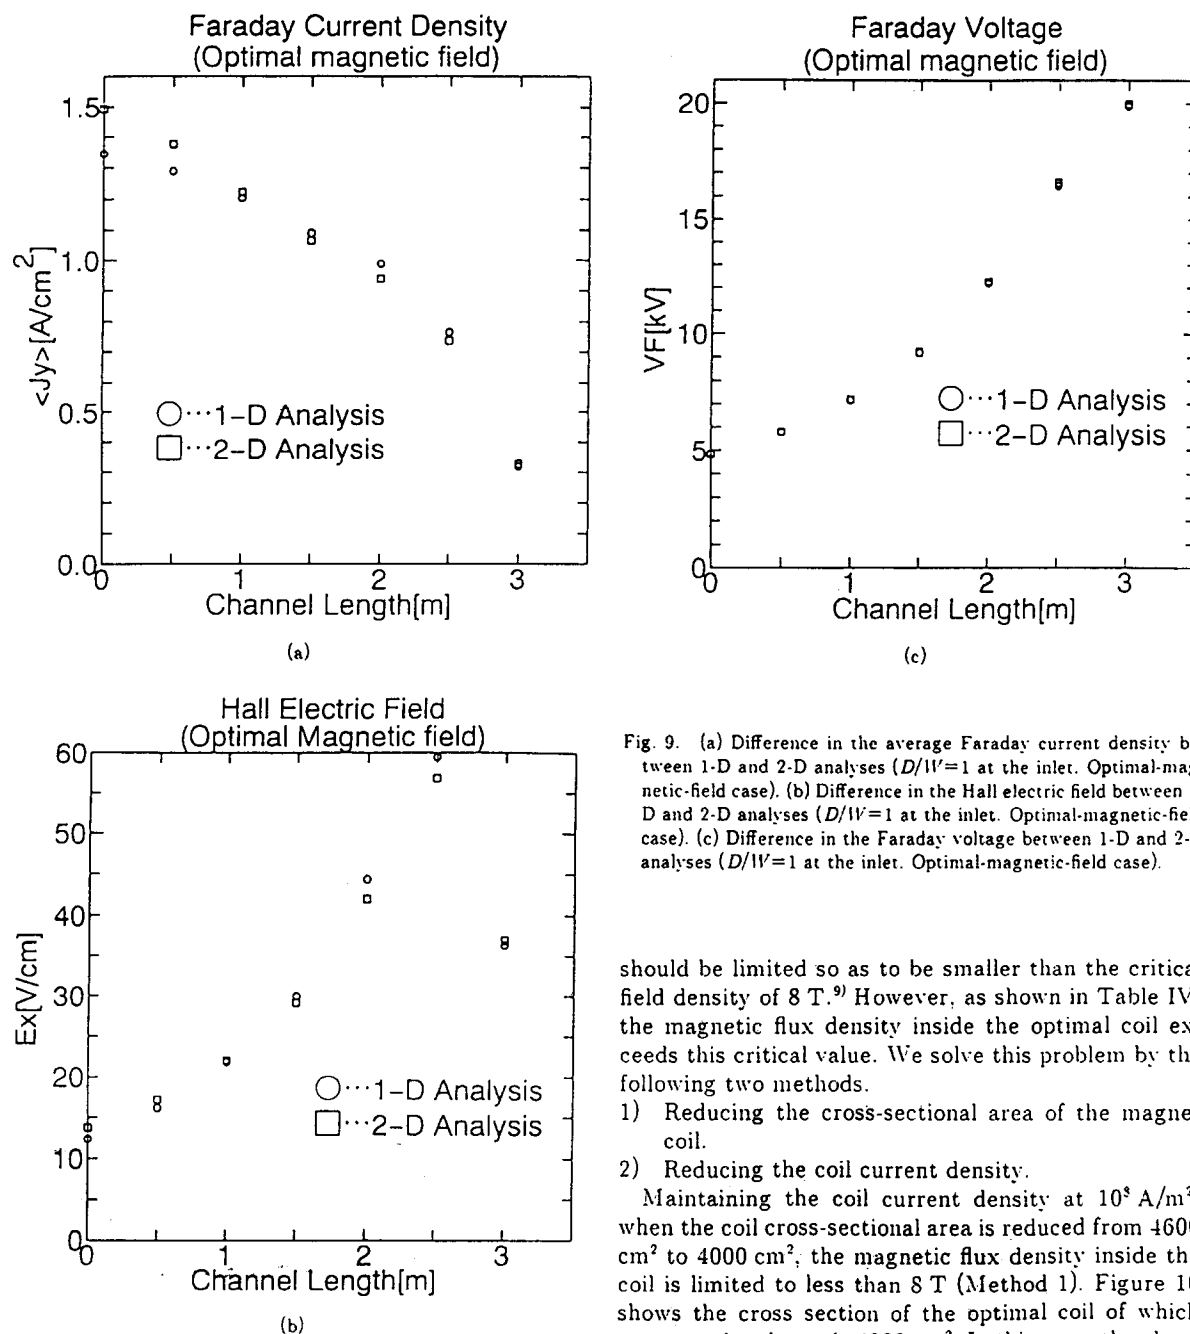 Faraday Current Density
(Optimal magnetic field)
1.5
1.0
0.5
0.0
<Jy>[A/cm²]
○···1-D Analysis
□···2-D Analysis
0
1
2
3
Channel Length[m]
(a)
Faraday Voltage
(Optimal magnetic field)
20
15
10
5
0
VF[kV]
○···1-D Analysis
□···2-D Analysis
0
1
2
3
Channel Length[m]
(c)
Hall Electric Field
(Optimal Magnetic field)
60
50
40
30
20
10
0
Ex[V/cm]
○···1-D Analysis
□···2-D Analysis
0
1
2
3
Channel Length[m]
(b)
Fig. 9. (a) Difference in the average Faraday current density b
tween 1-D and 2-D analyses (D/W=1 at the inlet. Optimal-mag
netic-field case). (b) Difference in the Hall electric field between
D and 2-D analyses (D/W=1 at the inlet. Optimal-magnetic-fie
case). (c) Difference in the Faraday voltage between 1-D and 2-
analyses (D/W=1 at the inlet. Optimal-magnetic-field case).
should be limited so as to be smaller than the critica
field density of 8 T.⁹⁾ However, as shown in Table IV
the magnetic flux density inside the optimal coil ex
ceeds this critical value. We solve this problem by th
following two methods.
1) Reducing the cross-sectional area of the magne
coil.
2) Reducing the coil current density.
Maintaining the coil current density at 10⁸ A/m²
when the coil cross-sectional area is reduced from 460
cm² to 4000 cm², the magnetic flux density inside th
coil is limited to less than 8 T (Method 1). Figure 1
shows the cross section of the optimal coil of which